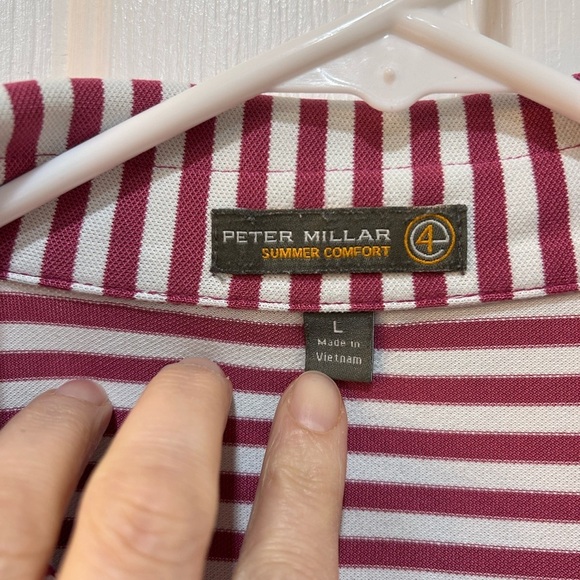 PETER MILLAR
SUMMER COMFORT
4
L
Made in
Vietnam